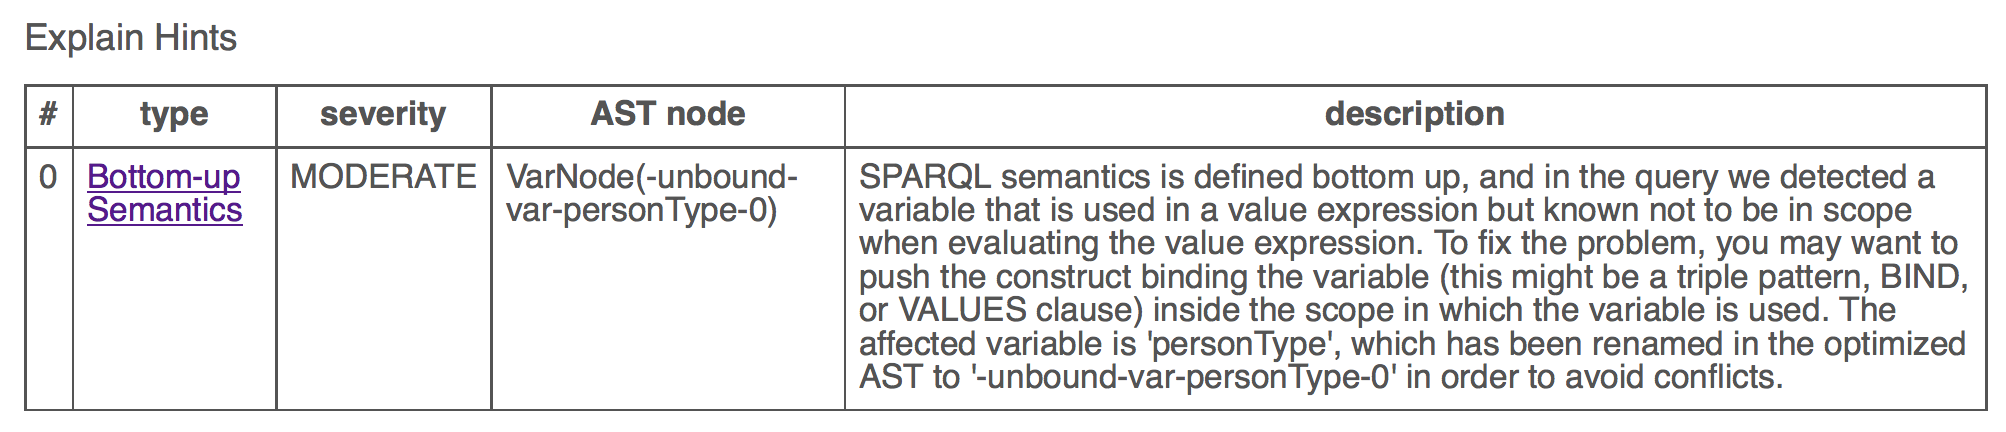 Explain Hints
# type severity AST node description
0 Bottom-up Semantics MODERATE VarNode(-unbound-var-personType-0) SPARQL semantics is defined bottom up, and in the query we detected a
variable that is used in a value expression but known not to be in scope
when evaluating the value expression. To fix the problem, you may want to
push the construct binding the variable (this might be a triple pattern, BIND,
or VALUES clause) inside the scope in which the variable is used. The
affected variable is 'personType', which has been renamed in the optimized
AST to '-unbound-var-personType-0' in order to avoid conflicts.